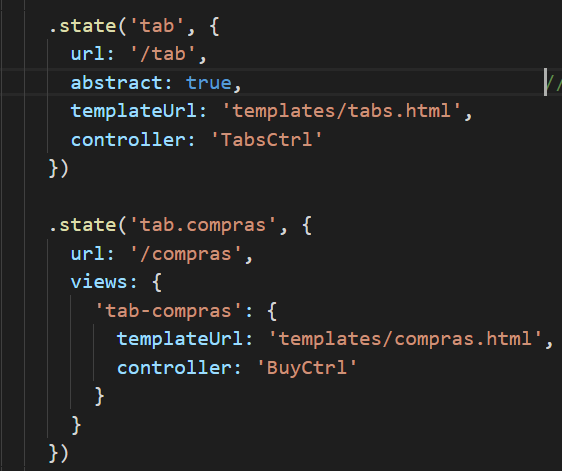 .state('tab', {
url: '/tab',
abstract: true, //
templateUrl: 'templates/tabs.html',
controller: 'TabsCtrl'
})
.state('tab.compras', {
url: '/compras',
views: {
'tab-compras': {
templateUrl: 'templates/compras.html',
controller: 'BuyCtrl'
}
}
})